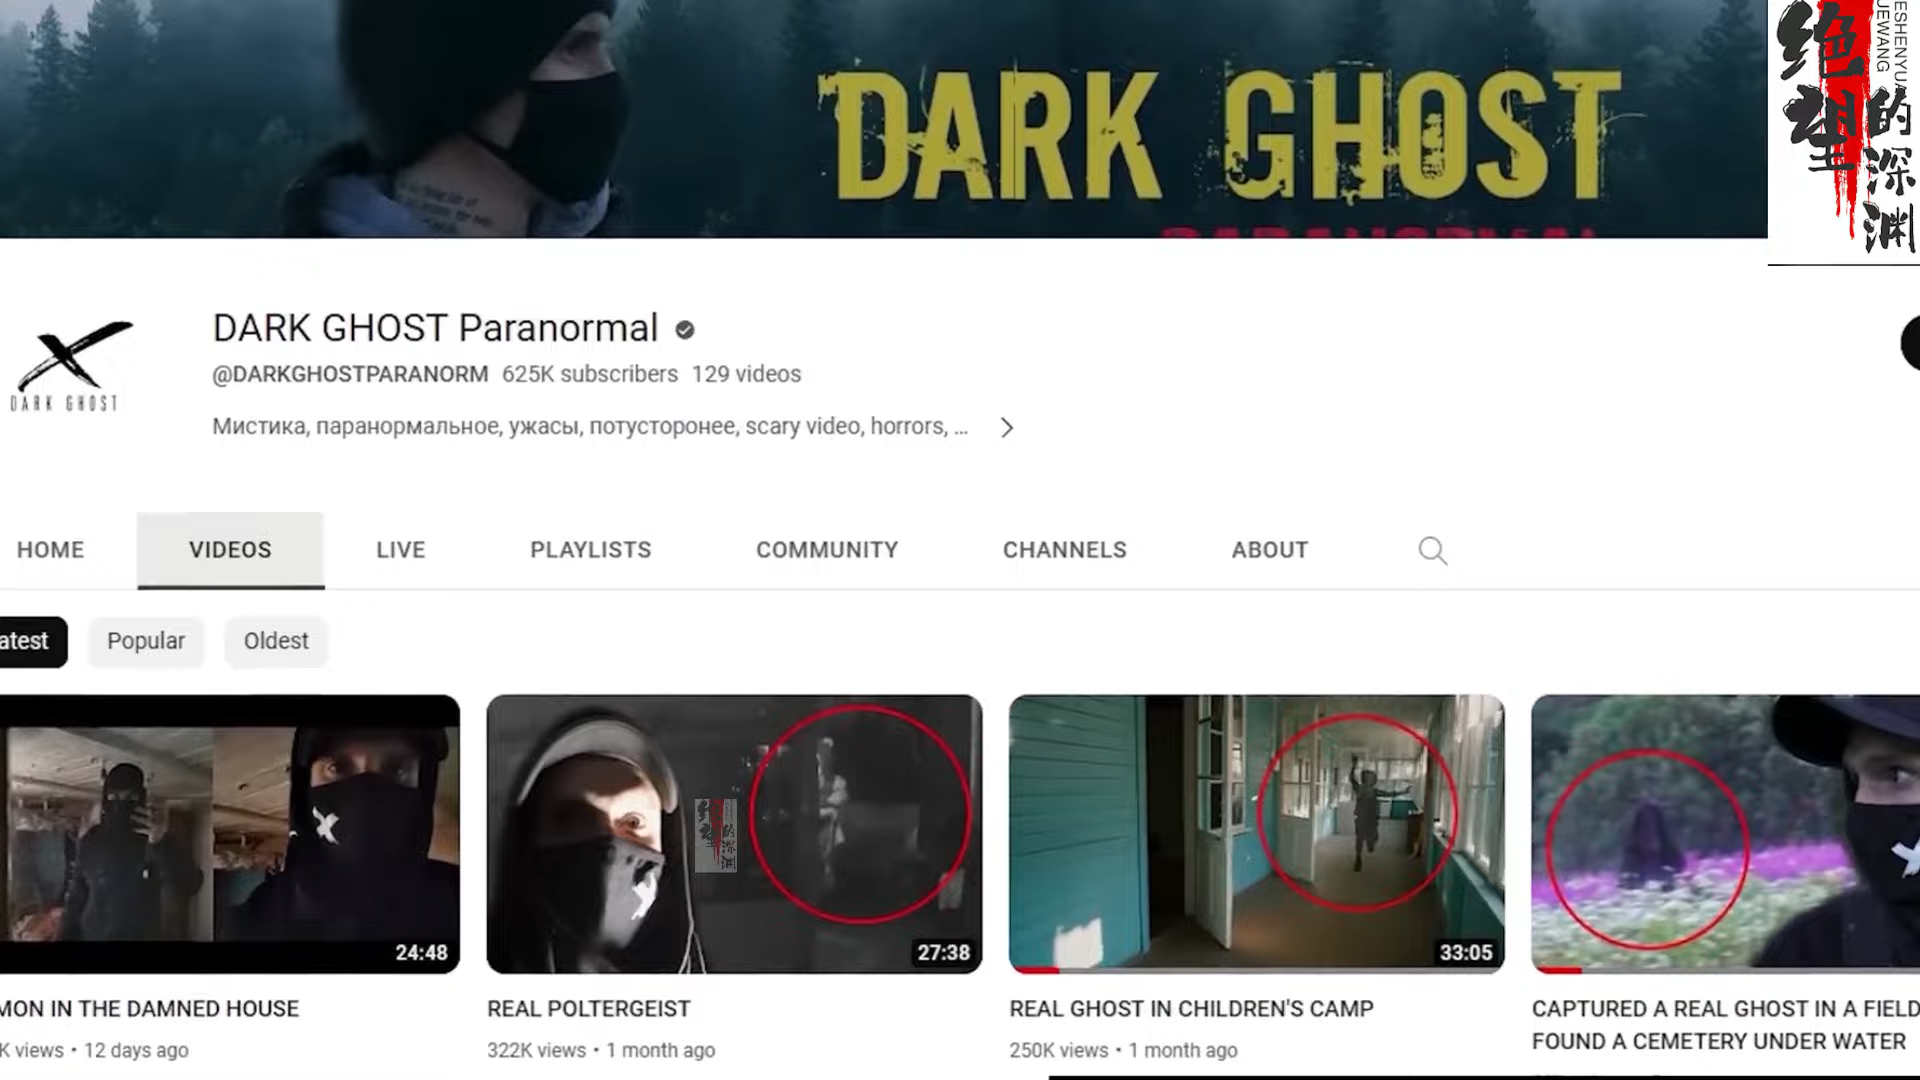 DARK GHOST
绝望的深渊
DARK GHOST Paranormal
@DARKGHOSTPARANORM 625K subscribers 129 videos
Мистика, паранормальное, ужасы, потусторонее, scary video, horrors, ...
DARK GHOST
HOME VIDEOS LIVE PLAYLISTS COMMUNITY CHANNELS ABOUT
atest Popular Oldest
24:48
27:38
33:05
MON IN THE DAMNED HOUSE
K views • 12 days ago
REAL POLTERGEIST
322K views • 1 month ago
REAL GHOST IN CHILDREN'S CAMP
250K views • 1 month ago
CAPTURED A REAL GHOST IN A FIELD
FOUND A CEMETERY UNDER WATER